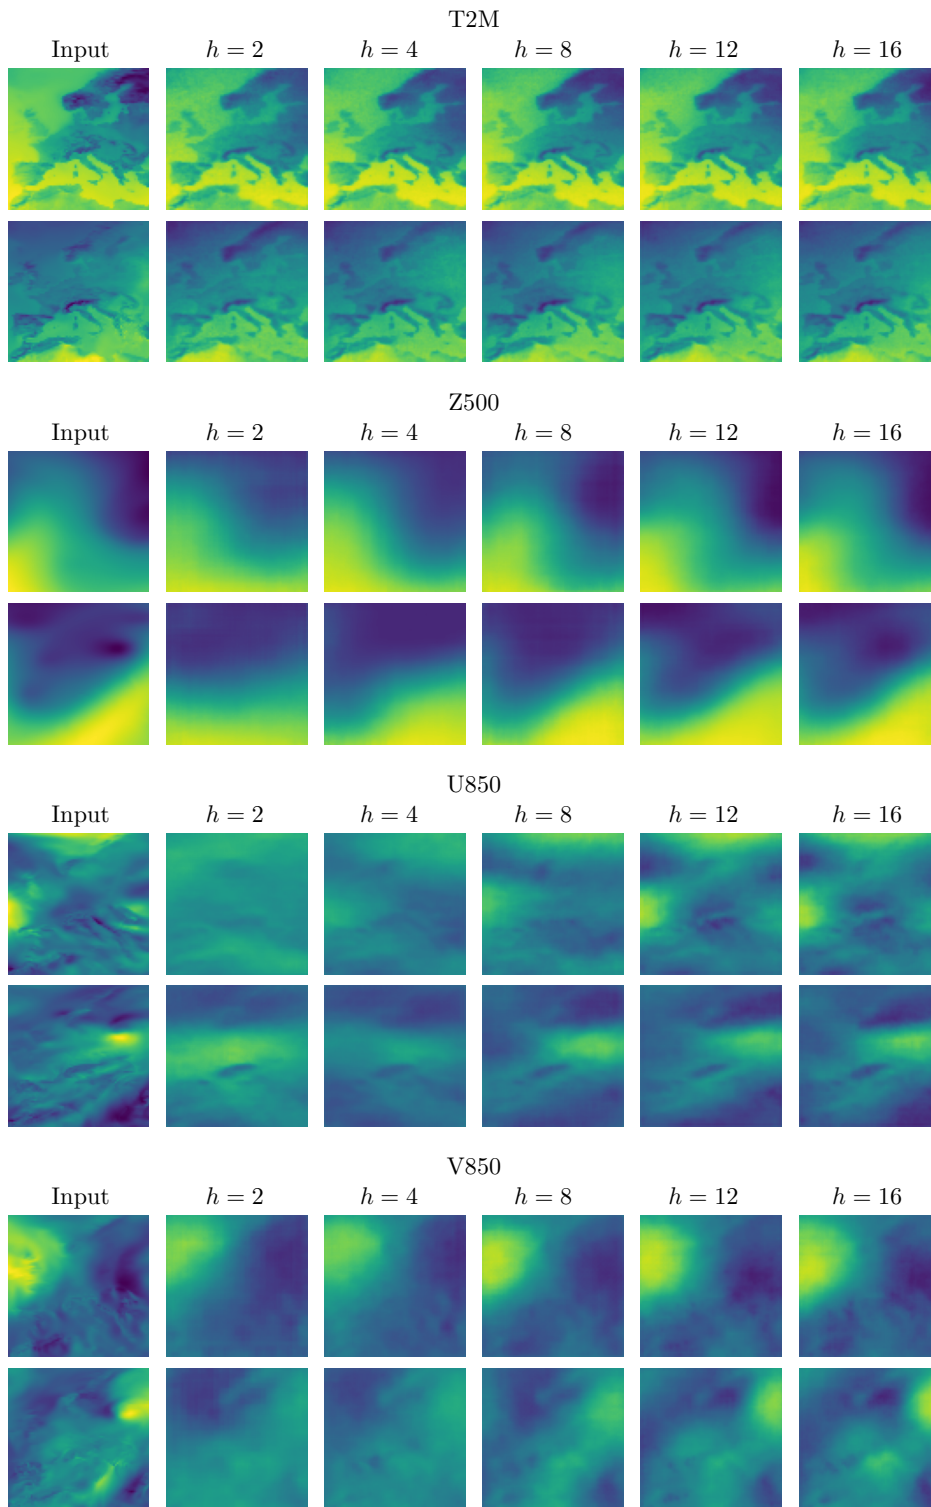 T2M
Input h = 2 h = 4 h = 8 h = 12 h = 16
Z500
Input h = 2 h = 4 h = 8 h = 12 h = 16
U850
Input h = 2 h = 4 h = 8 h = 12 h = 16
V850
Input h = 2 h = 4 h = 8 h = 12 h = 16